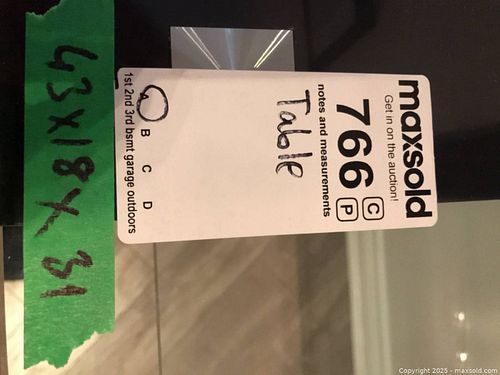 maxsold
Get in on the auction!
766 C P
notes and measurements
Table
A B C D
1st 2nd 3rd bsmt garage outdoors
43x18x31
Copyright 2025 - maxsold.com